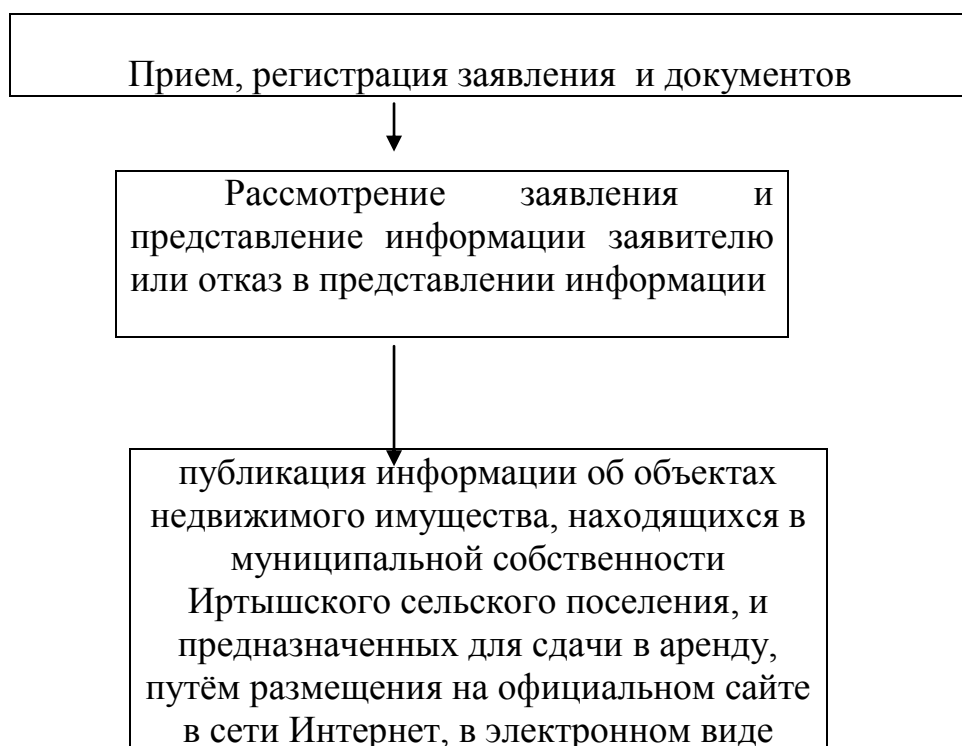 Прием, регистрация заявления и документов
Рассмотрение заявления и
представление информации заявителю
или отказ в представлении информации
публикация информации об объектах
недвижимого имущества, находящихся в
муниципальной собственности
Иртышского сельского поселения, и
предназначенных для сдачи в аренду,
путём размещения на официальном сайте
в сети Интернет, в электронном виде